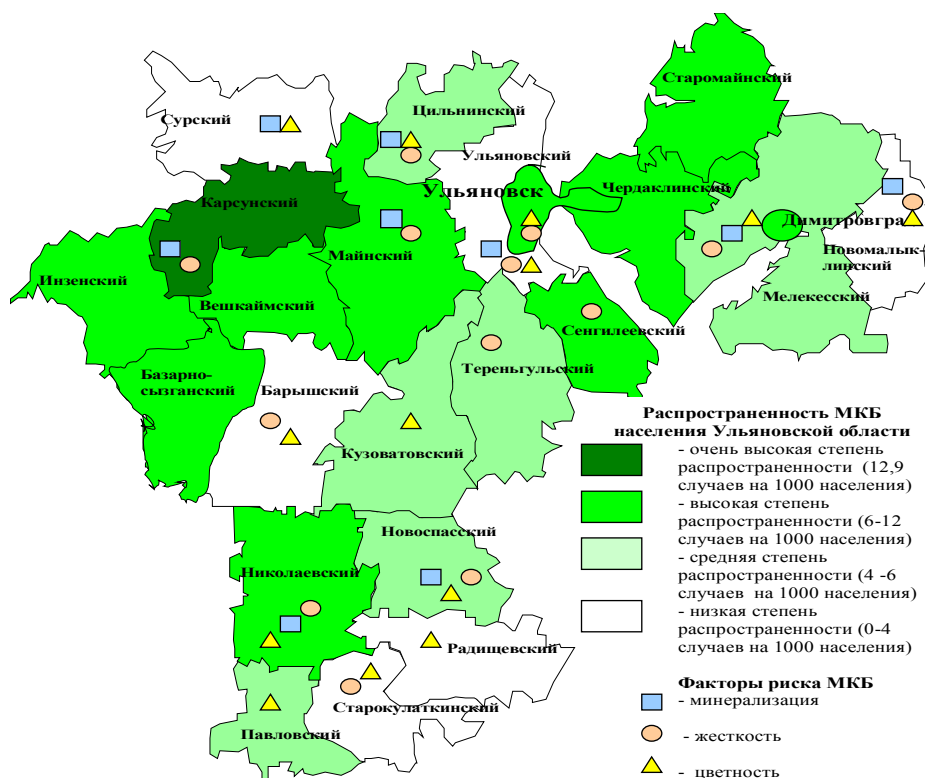 Старомайнский
Цильнинский
Сурский
Ульяновский
Ульяновск
Чердаклинский
Карсунский
Димитровгра
Майнский
Новомалык-
линский
Инзенский
Мелекесский
Вешкаймский
Сенгилеевский
Тереньгульский
Базарно-
сызганский
Барышский
Кузоватовский
Новоспасский
Николаевский
Радищевский
Старокулаткинский
Павловский
Распространенность МКБ
населения Ульяновской области
- очень высокая степень
распространенности (12,9
случаев на 1000 населения)
- высокая степень
распространенности (6-12
случаев на 1000 населения)
- средняя степень
распространенности (4 -6
случаев на 1000 населения)
- низкая степень
распространенности (0-4
случаев на 1000 населения)
Факторы риска МКБ
- минерализация
- жесткость
- цветность